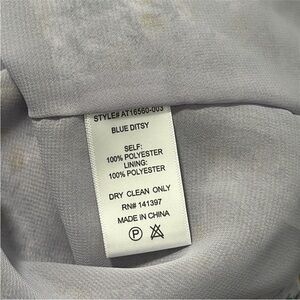 STYLE# AT16560-003
BLUE DITSY
SELF:
100% POLYESTER
LINING:
100% POLYESTER
DRY CLEAN ONLY
RN# 141397
MADE IN CHINA
P